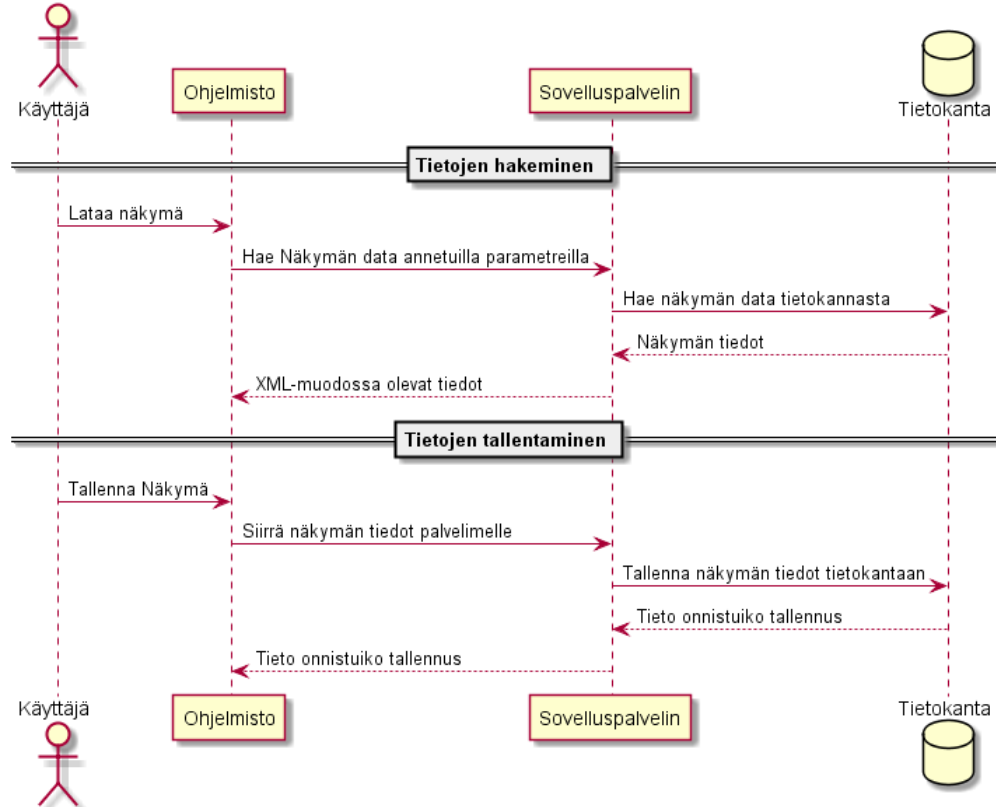 Käyttäjä
Ohjelmisto
Sovelluspalvelin
Tietokanta
Tietojen hakeminen
Lataa näkymä
Hae Näkymän data annetuilla parametreilla
Hae näkymän data tietokannasta
Näkymän tiedot
XML-muodossa olevat tiedot
Tietojen tallentaminen
Tallenna Näkymä
Siirrä näkymän tiedot palvelimelle
Tallenna näkymän tiedot tietokantaan
Tieto onnistuiko tallennus
Tieto onnistuiko tallennus
Käyttäjä
Ohjelmisto
Sovelluspalvelin
Tietokanta